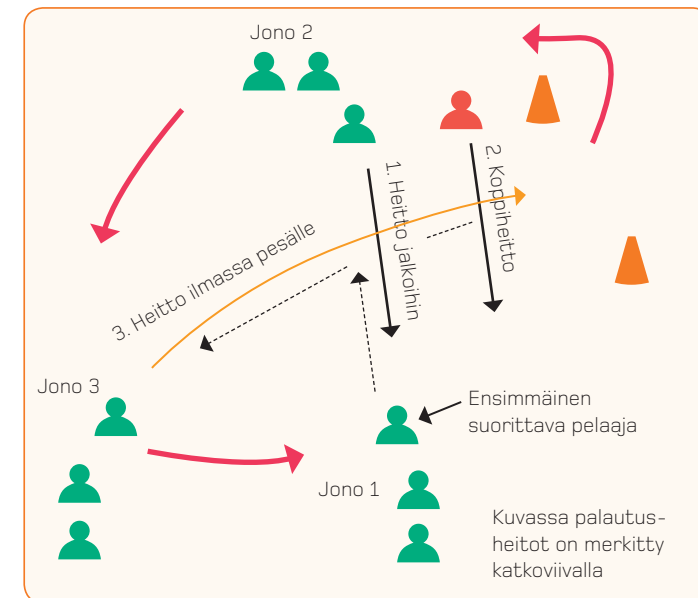 Jono 2
1. Heitto jalkoihin
2. Koppiheitto
3. Heitto ilmassa pesälle
Jono 3
Ensimmäinen
suorittava pelaaja
Jono 1
Kuvassa palautus-
heitot on merkitty
katkoviivalla